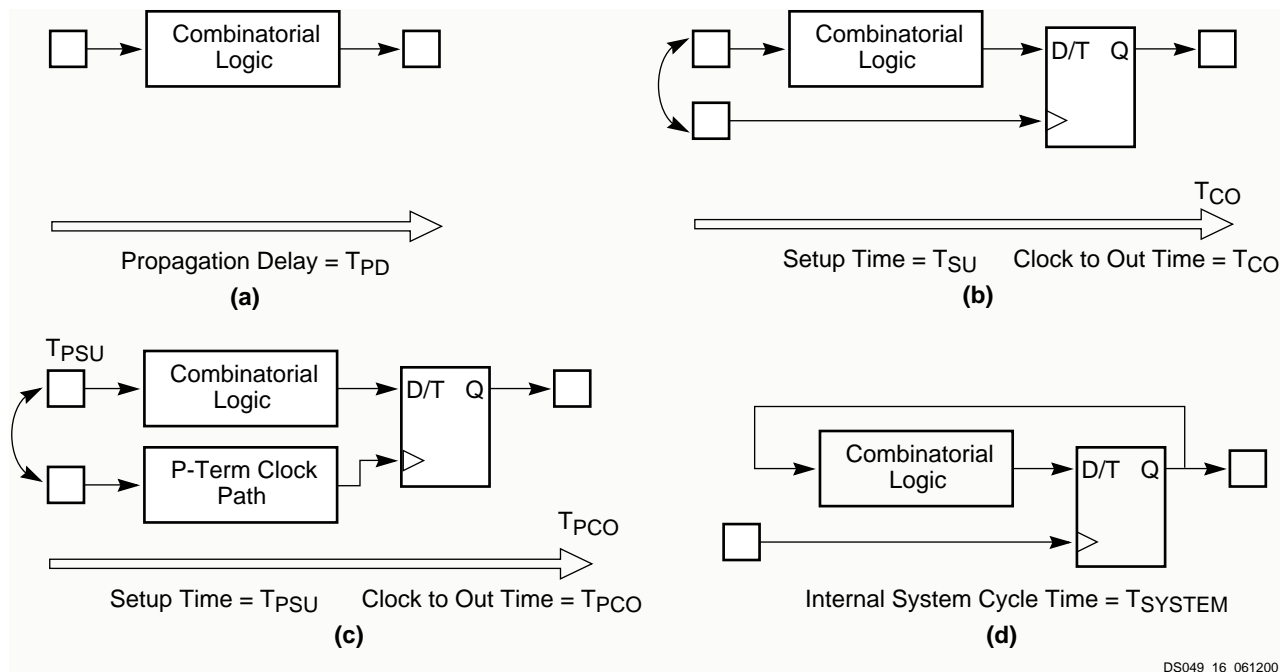 Combinatorial
Logic
Propagation Delay = TPD
(a)
Combinatorial
Logic
D/T Q
TCO
Setup Time = TSU Clock to Out Time = TCO
(b)
TPSU
Combinatorial
Logic
D/T Q
P-Term Clock
Path
TPCO
Setup Time = TPSU Clock to Out Time = TPCO
(c)
Combinatorial
Logic
D/T Q
Internal System Cycle Time = TSYSTEM
(d)
DS049_16_061200